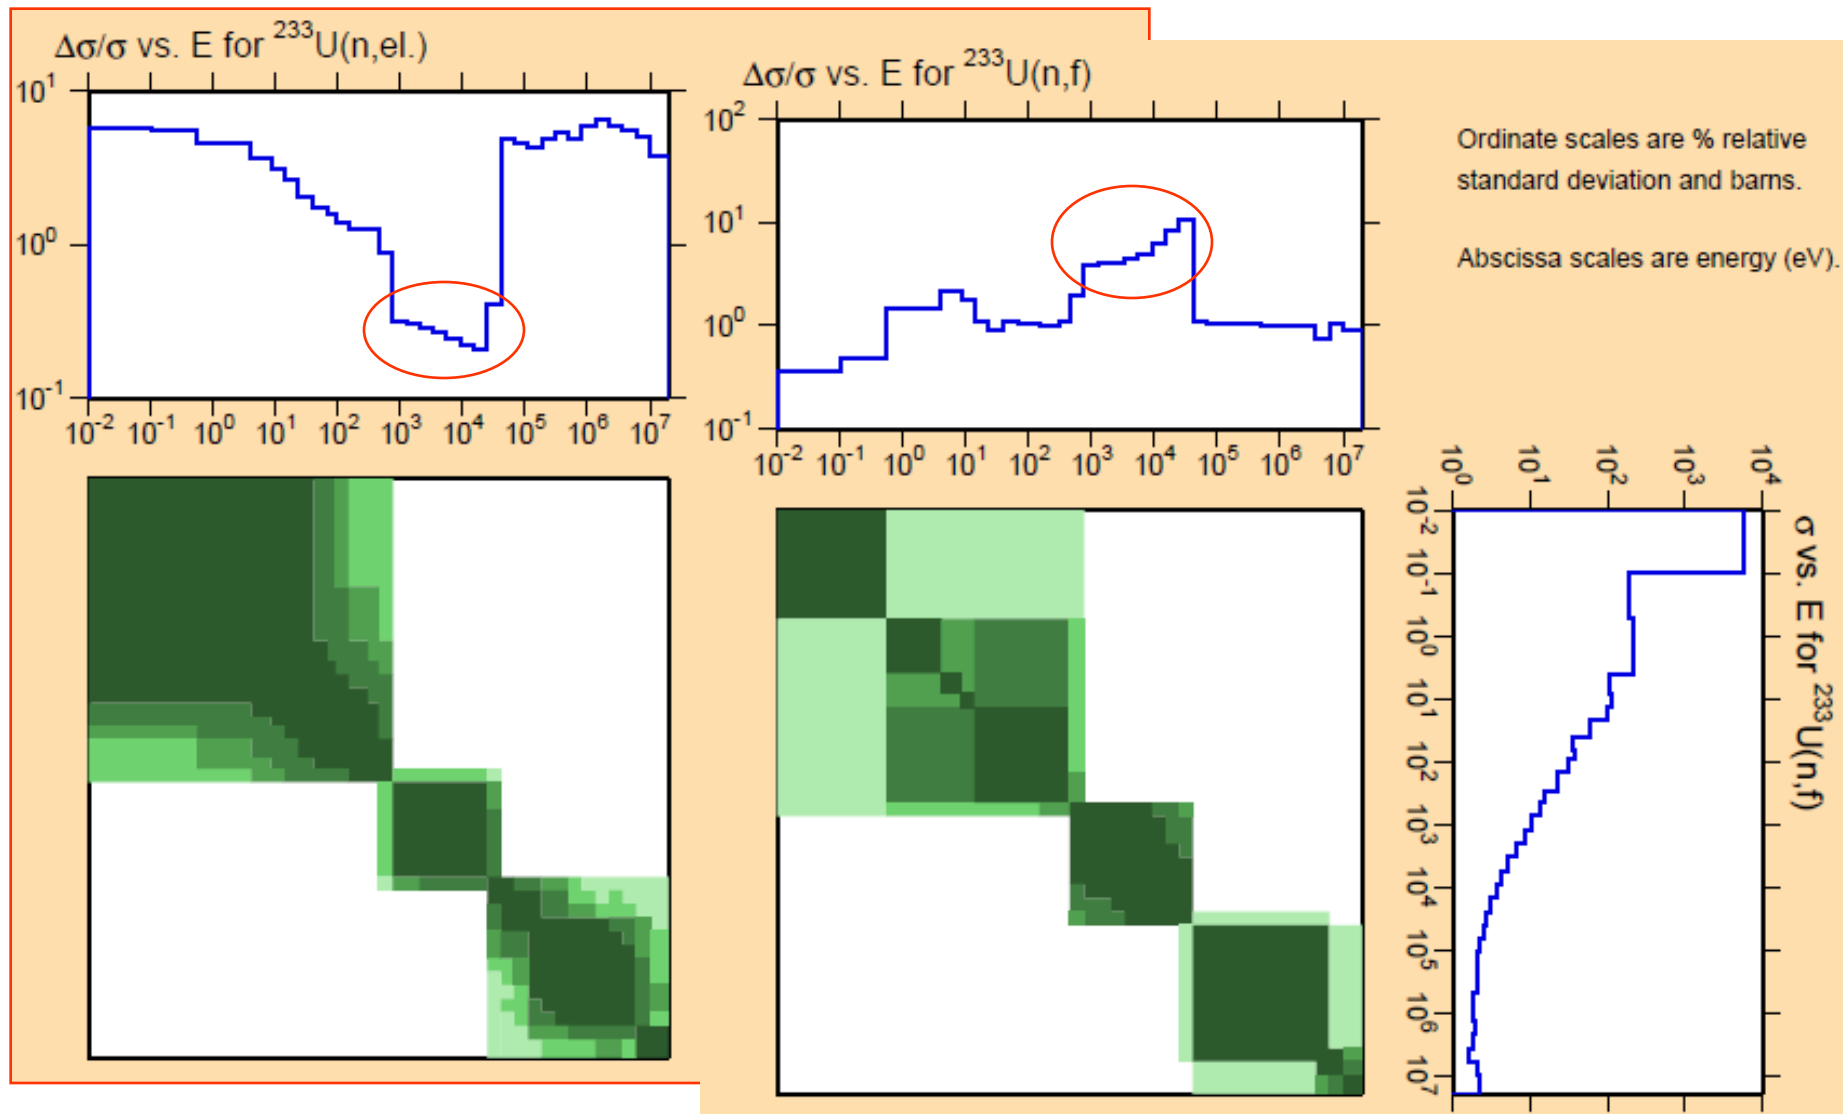 Δσ/σ vs. E for ²³³U(n,el.)
10¹
10⁰
10⁻¹
10⁻² 10⁻¹ 10⁰ 10¹ 10² 10³ 10⁴ 10⁵ 10⁶ 10⁷
Δσ/σ vs. E for ²³³U(n,f)
10²
10¹
10⁰
10⁻¹
10⁻² 10⁻¹ 10⁰ 10¹ 10² 10³ 10⁴ 10⁵ 10⁶ 10⁷
Ordinate scales are % relative
standard deviation and barns.
Abscissa scales are energy (eV).
10⁰ 10¹ 10² 10³ 10⁴
10⁻² 10⁻¹ 10⁰ 10¹ 10² 10³ 10⁴ 10⁵ 10⁶ 10⁷
σ vs. E for ²³³U(n,f)